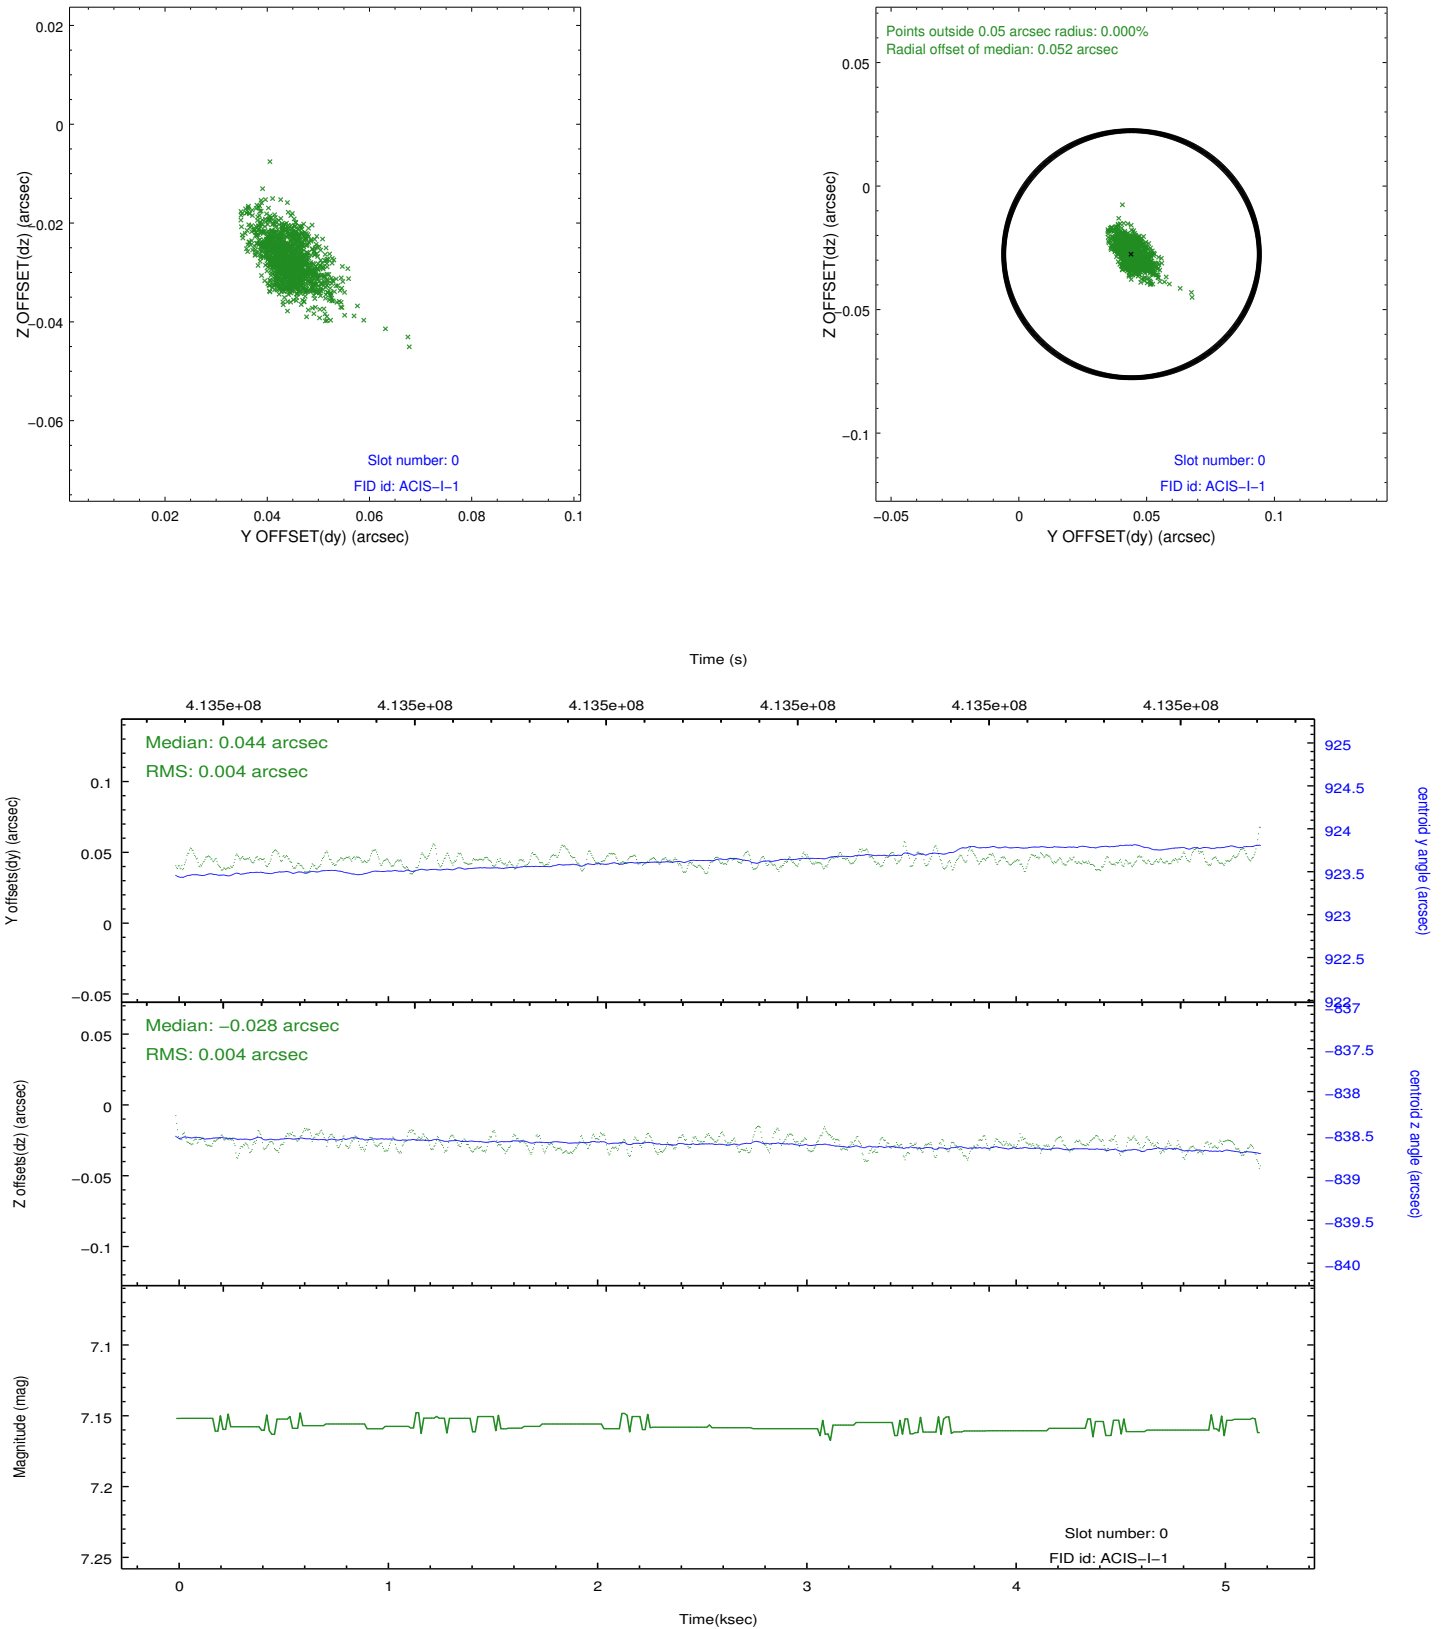 0.02
0
−0.02
−0.04
−0.06
Z OFFSET(dz) (arcsec)
Slot number: 0
FID id: ACIS−I−1
0.02 0.04 0.06 0.08 0.1
Y OFFSET(dy) (arcsec)
Points outside 0.05 arcsec radius: 0.000%
Radial offset of median: 0.052 arcsec
0.05
0
−0.05
−0.1
Z OFFSET(dz) (arcsec)
Slot number: 0
FID id: ACIS−I−1
−0.05 0 0.05 0.1
Y OFFSET(dy) (arcsec)
Time (s)
4.135e+08 4.135e+08 4.135e+08 4.135e+08 4.135e+08 4.135e+08
Median: 0.044 arcsec
RMS: 0.004 arcsec
0.1
0.05
0
−0.05
Y offsets(dy) (arcsec)
925
924.5
924
923.5
923
922.5
922
centroid y angle (arcsec)
Median: −0.028 arcsec
RMS: 0.004 arcsec
0.05
0
−0.05
−0.1
Z offsets(dz) (arcsec)
−837
−837.5
−838
−838.5
−839
−839.5
−840
centroid z angle (arcsec)
7.1
7.15
7.2
7.25
Magnitude (mag)
Slot number: 0
FID id: ACIS−I−1
0 1 2 3 4 5
Time(ksec)